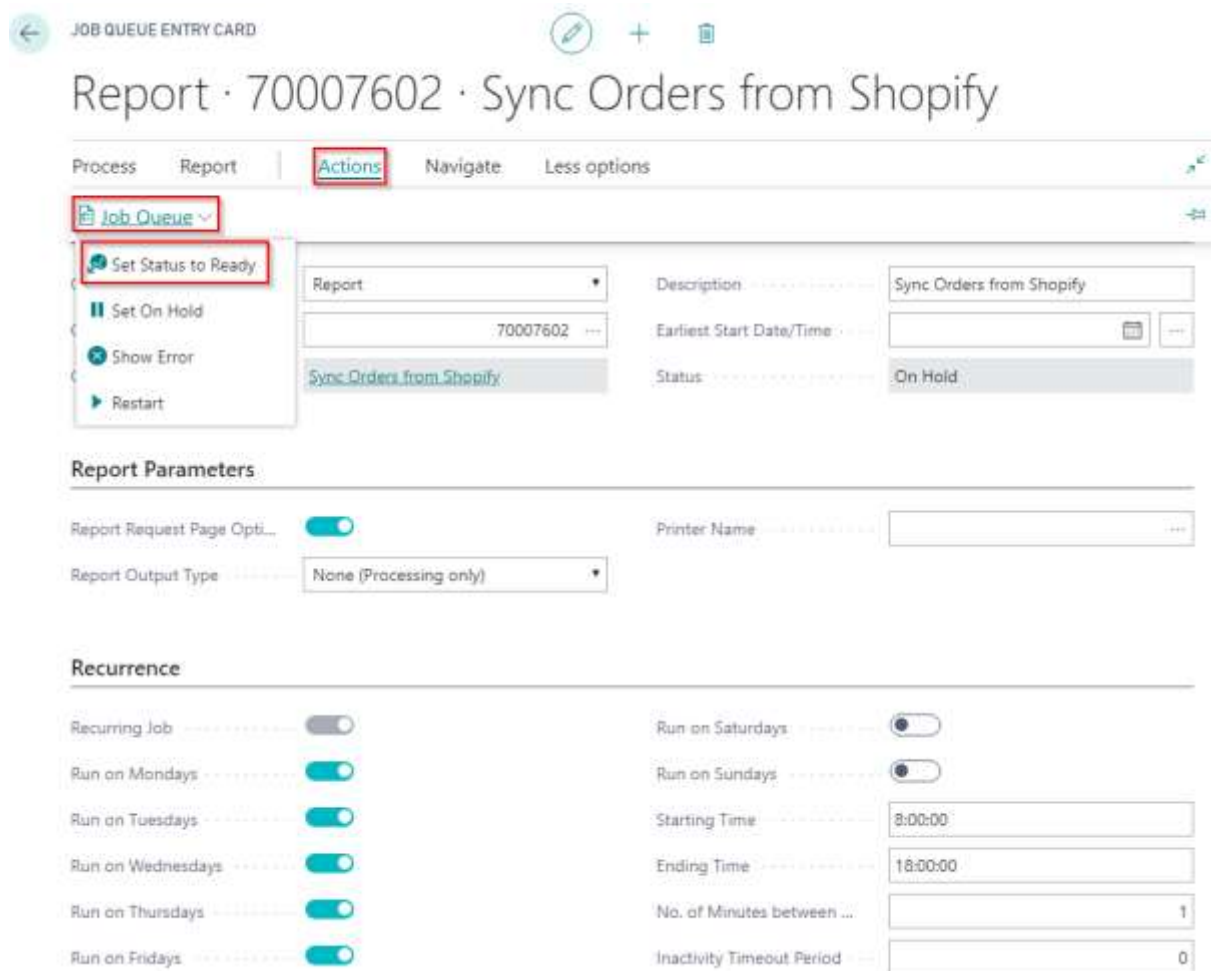 JOB QUEUE ENTRY CARD
Report · 70007602 · Sync Orders from Shopify
Process Report Actions Navigate Less options
Job Queue
Set Status to Ready
Set On Hold
Show Error
Restart
Report Description Sync Orders from Shopify
70007602 ... Earliest Start Date/Time ...
Sync Orders from Shopify Status On Hold
Report Parameters
Report Request Page Opti... Printer Name ...
Report Output Type None (Processing only)
Recurrence
Recurring Job Run on Saturdays
Run on Mondays Run on Sundays
Run on Tuesdays Starting Time 8:00:00
Run on Wednesdays Ending Time 18:00:00
Run on Thursdays No. of Minutes between ... 1
Run on Fridays Inactivity Timeout Period 0